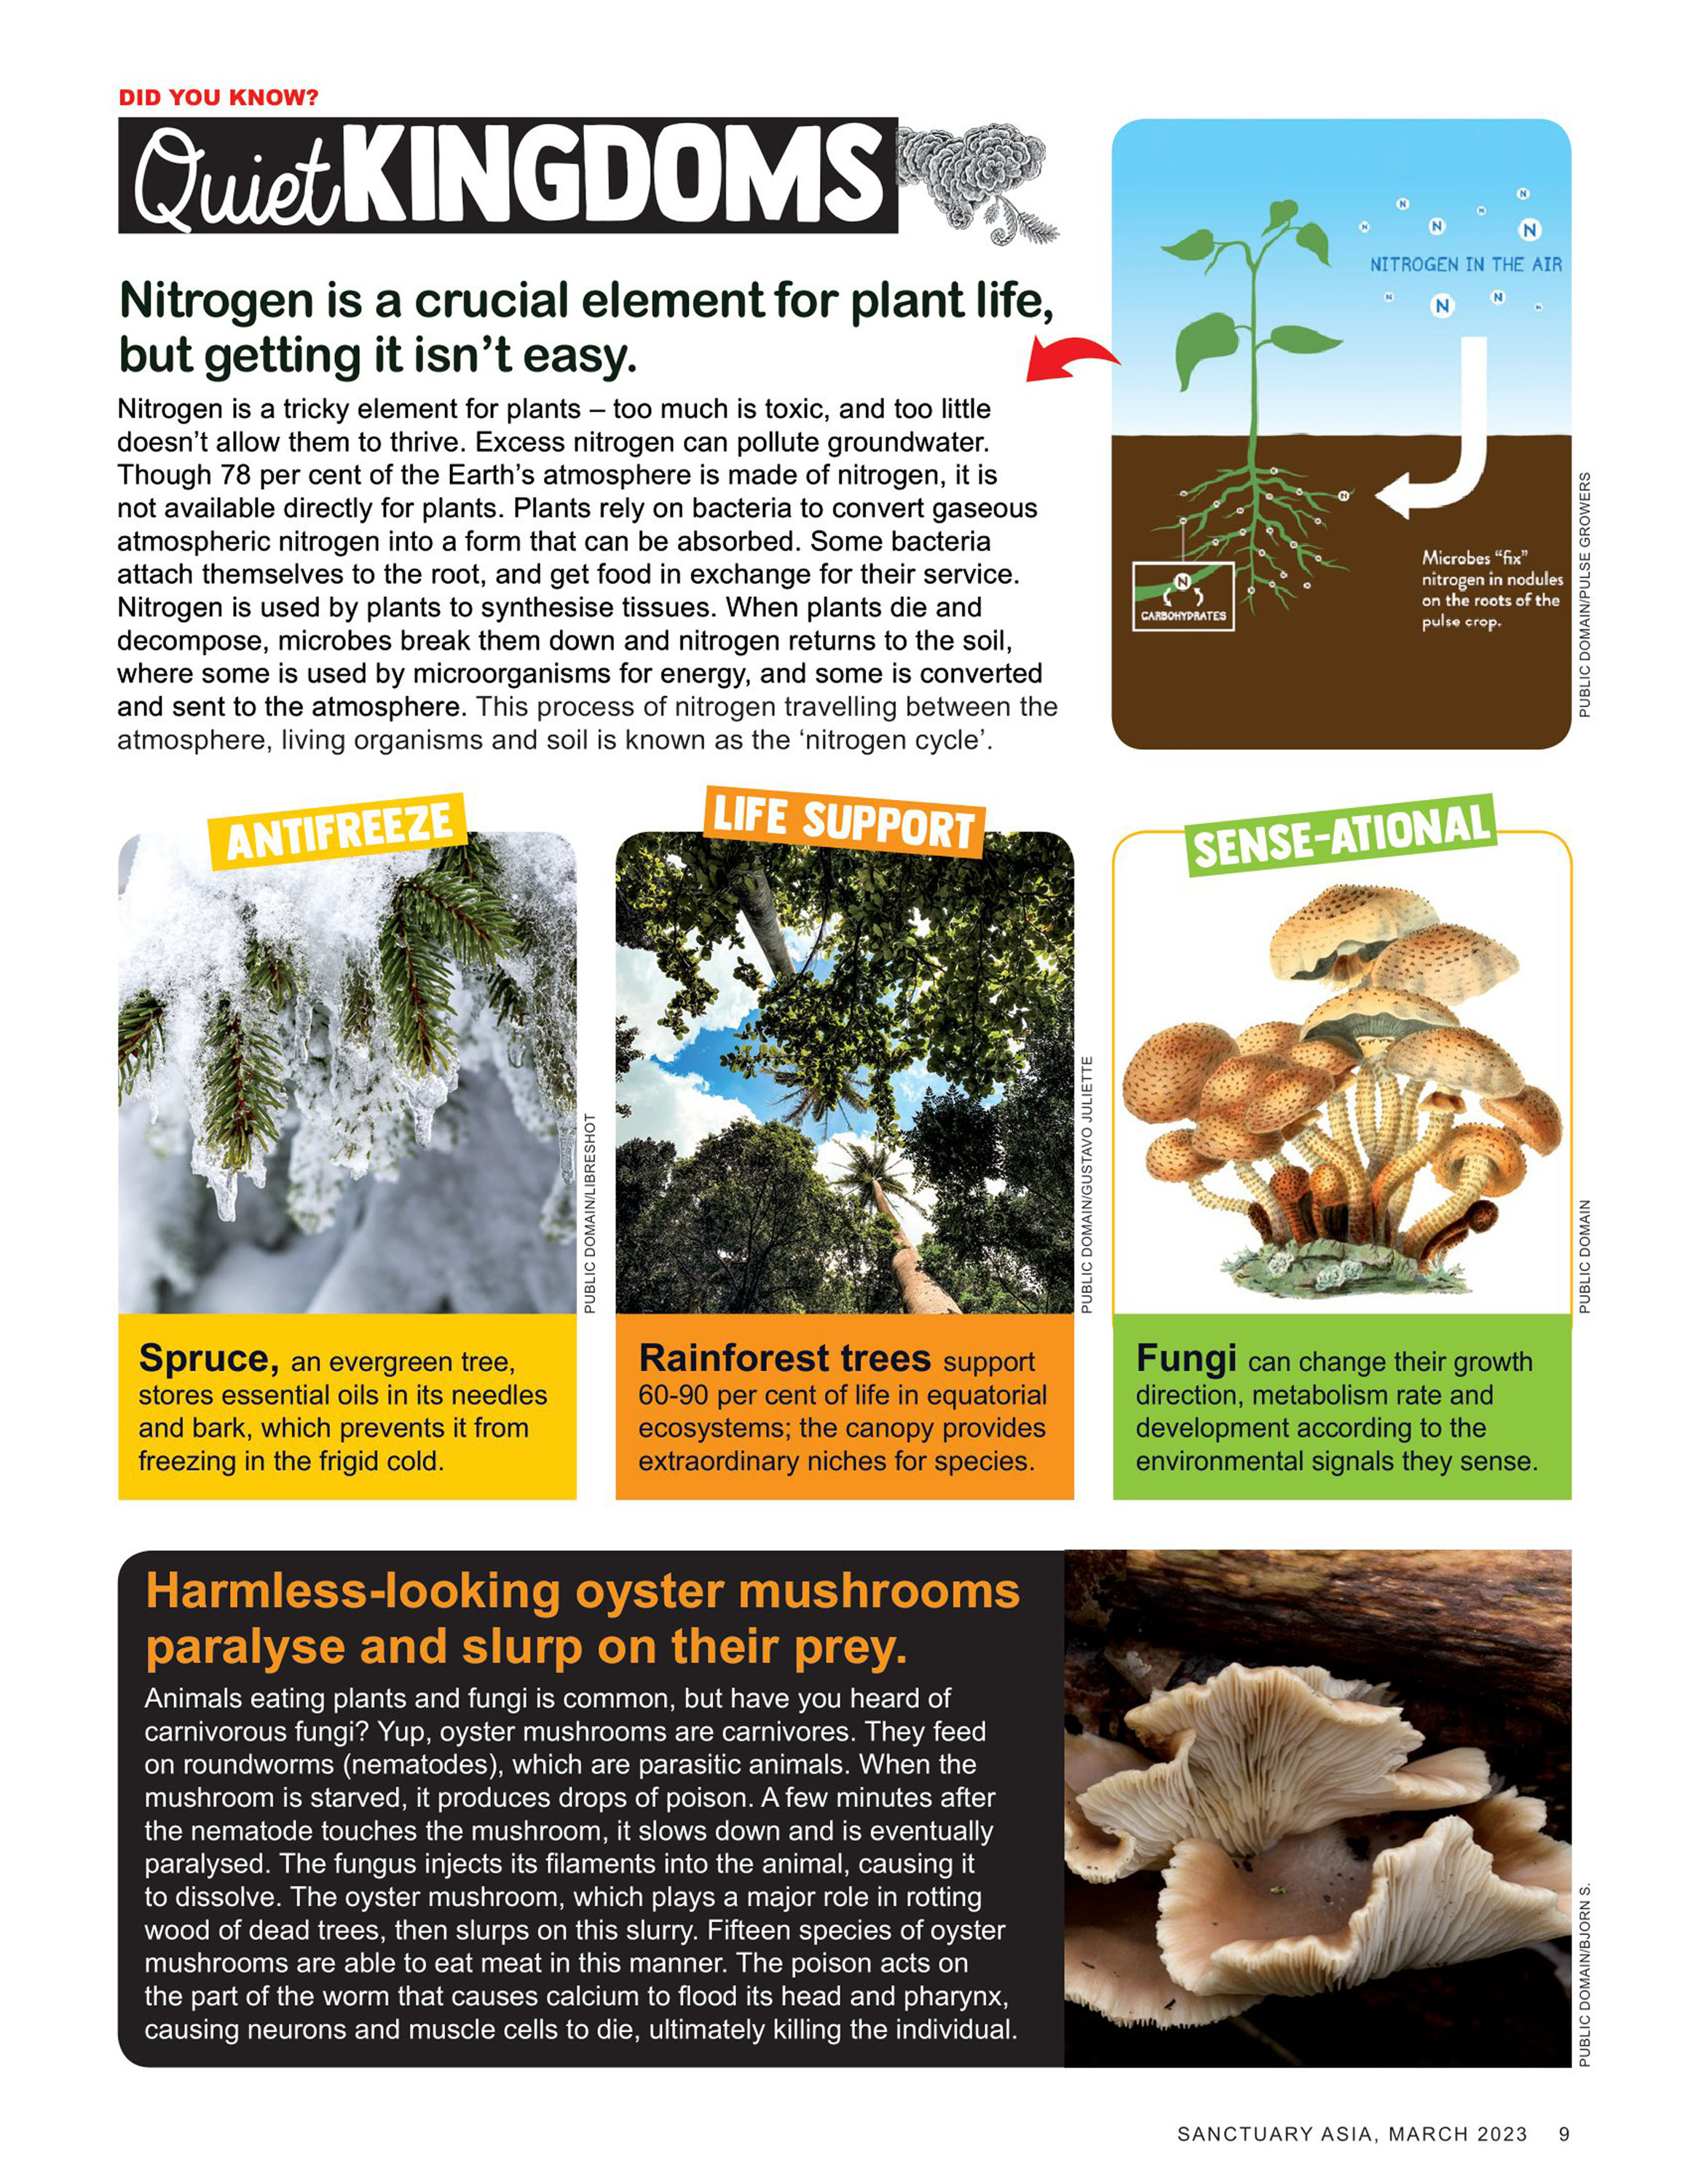 DID YOU KNOW?
Quiet KINGDOMS
Nitrogen is a crucial element for plant life,
but getting it isn’t easy.
Nitrogen is a tricky element for plants – too much is toxic, and too little
doesn’t allow them to thrive. Excess nitrogen can pollute groundwater.
Though 78 per cent of the Earth’s atmosphere is made of nitrogen, it is
not available directly for plants. Plants rely on bacteria to convert gaseous
atmospheric nitrogen into a form that can be absorbed. Some bacteria
attach themselves to the root, and get food in exchange for their service.
Nitrogen is used by plants to synthesise tissues. When plants die and
decompose, microbes break them down and nitrogen returns to the soil,
where some is used by microorganisms for energy, and some is converted
and sent to the atmosphere. This process of nitrogen travelling between the
atmosphere, living organisms and soil is known as the ‘nitrogen cycle’.
N
N
N
N
N
N
NITROGEN IN THE AIR
N
N
N
N
N
CARBOHYDRATES
Microbes “fix”
nitrogen in nodules
on the roots of the
pulse crop.
PUBLIC DOMAIN/PULSE GROWERS
ANTIFREEZE
PUBLIC DOMAIN/LIBRESHOT
Spruce, an evergreen tree,
stores essential oils in its needles
and bark, which prevents it from
freezing in the frigid cold.
LIFE SUPPORT
PUBLIC DOMAIN/GUSTAVO JULIETTE
Rainforest trees support
60-90 per cent of life in equatorial
ecosystems; the canopy provides
extraordinary niches for species.
SENSE-ATIONAL
PUBLIC DOMAIN
Fungi can change their growth
direction, metabolism rate and
development according to the
environmental signals they sense.
Harmless-looking oyster mushrooms
paralyse and slurp on their prey.
Animals eating plants and fungi is common, but have you heard of
carnivorous fungi? Yup, oyster mushrooms are carnivores. They feed
on roundworms (nematodes), which are parasitic animals. When the
mushroom is starved, it produces drops of poison. A few minutes after
the nematode touches the mushroom, it slows down and is eventually
paralysed. The fungus injects its filaments into the animal, causing it
to dissolve. The oyster mushroom, which plays a major role in rotting
wood of dead trees, then slurps on this slurry. Fifteen species of oyster
mushrooms are able to eat meat in this manner. The poison acts on
the part of the worm that causes calcium to flood its head and pharynx,
causing neurons and muscle cells to die, ultimately killing the individual.
PUBLIC DOMAIN/BJORN S.
SANCTUARY ASIA, MARCH 2023 9